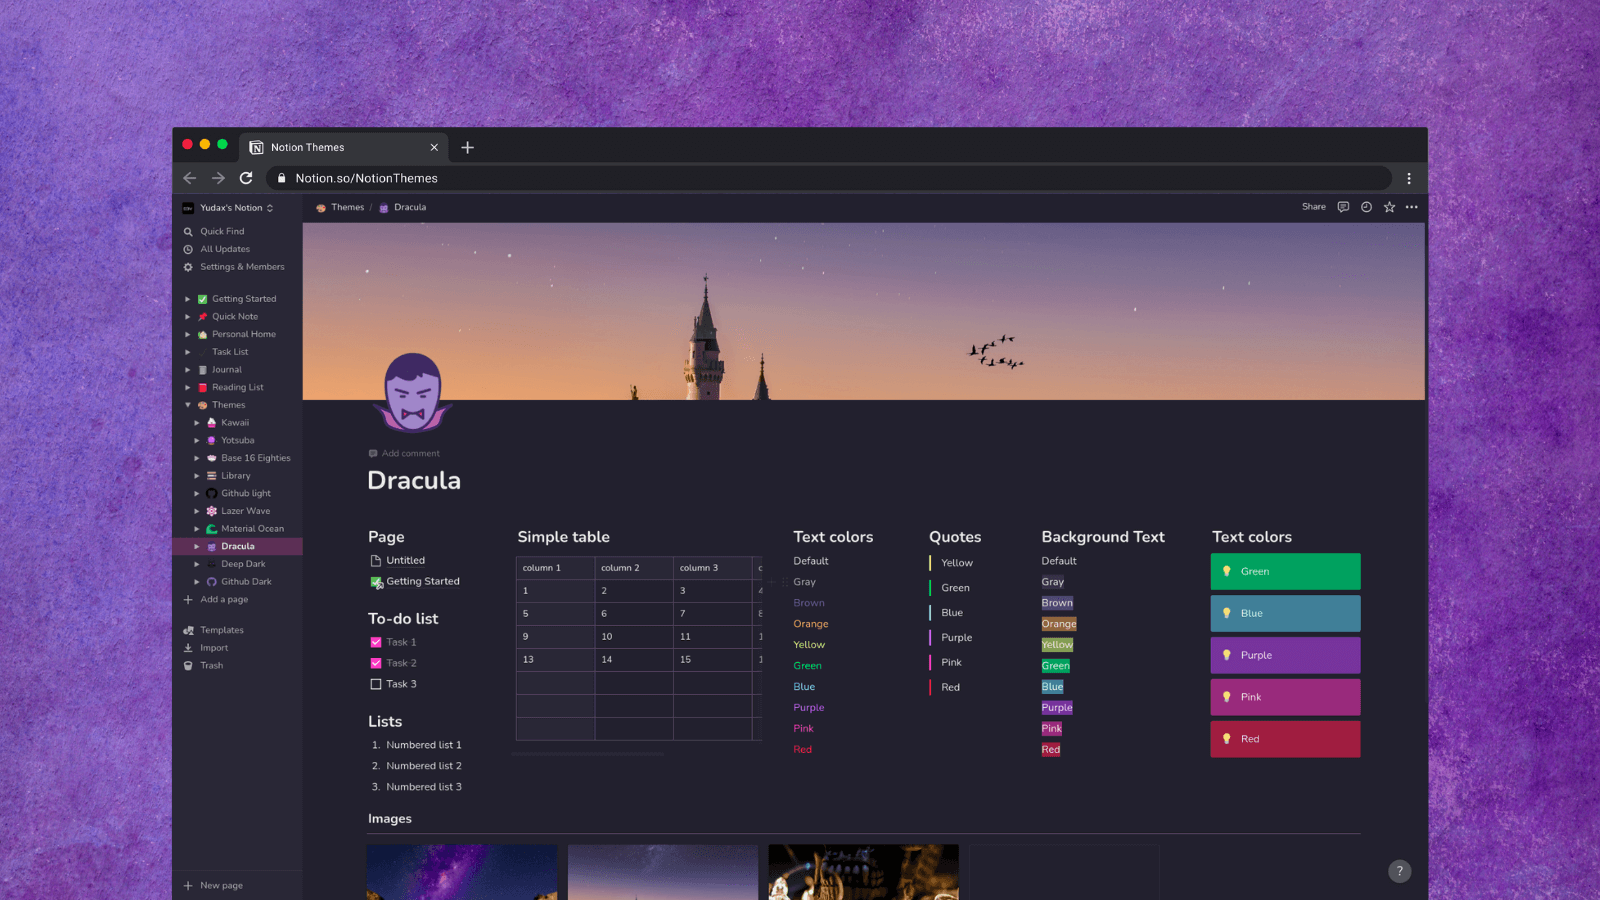 Notion Themes
Notion.so/NotionThemes
Yudax's Notion
Themes / Dracula
Share
Quick Find
All Updates
Settings & Members
Getting Started
Quick Note
Personal Home
Task List
Journal
Reading List
Themes
Kawaii
Yotsuba
Base 16 Eighties
Library
Github light
Lazer Wave
Material Ocean
Dracula
Deep Dark
Github Dark
Add a page
Templates
Import
Trash
New page
Add comment
Dracula
Page
Untitled
Getting Started
To-do list
Task 1
Task 2
Task 3
Lists
1. Numbered list 1
2. Numbered list 2
3. Numbered list 3
Simple table
column 1 column 2 column 3 c
1 2 3 4
5 6 7 8
9 10 11 1
13 14 15 1
Text colors
Default
Gray
Brown
Orange
Yellow
Green
Blue
Purple
Pink
Red
Quotes
Yellow
Green
Blue
Purple
Pink
Red
Background Text
Default
Gray
Brown
Orange
Yellow
Green
Blue
Purple
Pink
Red
Text colors
Green
Blue
Purple
Pink
Red
Images
?